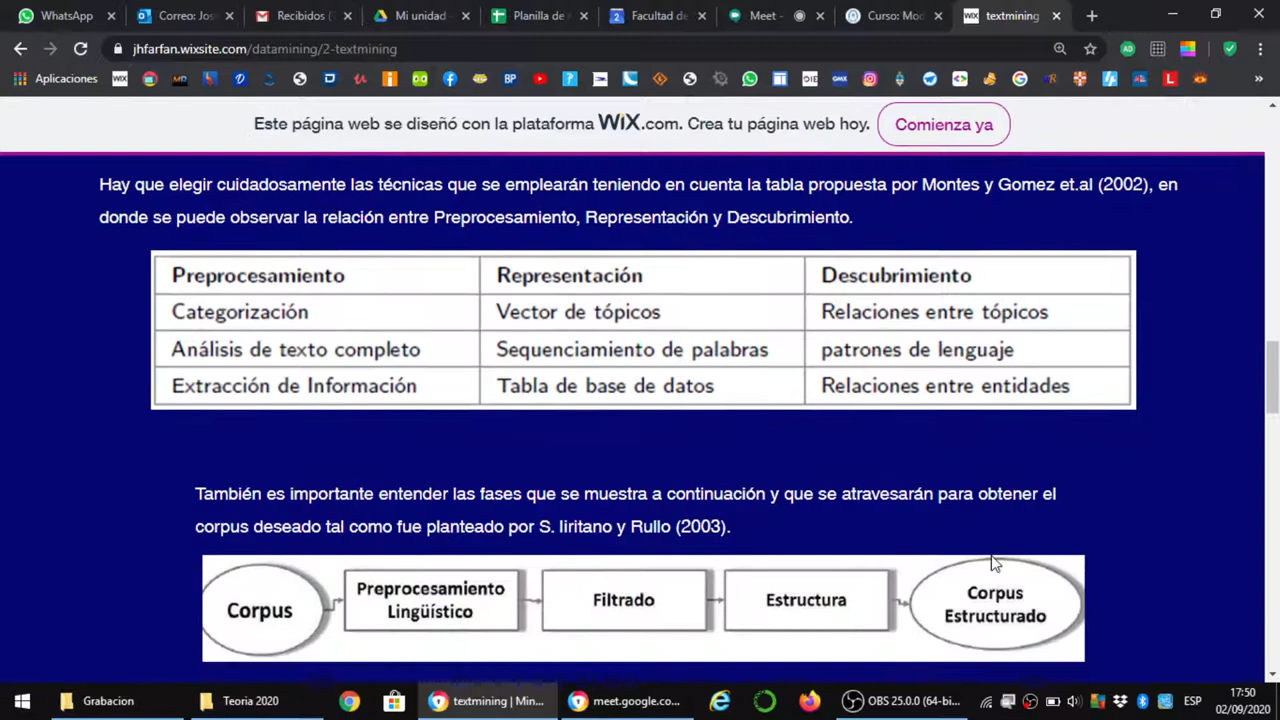 WhatsApp
Correo: Jos
Recibidos (
Mi unidad -
Planilla de A
Facultad de
Meet -
Curso: Mod
textmining
jhfarfan.wixsite.com/datamining/2-textmining
Aplicaciones
Este página web se diseñó con la plataforma WiX.com. Crea tu página web hoy.
Comienza ya
Hay que elegir cuidadosamente las técnicas que se emplearán teniendo en cuenta la tabla propuesta por Montes y Gomez et.al (2002), en
donde se puede observar la relación entre Preprocesamiento, Representación y Descubrimiento.
Preprocesamiento Representación Descubrimiento
Categorización Vector de tópicos Relaciones entre tópicos
Análisis de texto completo Sequenciamiento de palabras patrones de lenguaje
Extracción de Información Tabla de base de datos Relaciones entre entidades
También es importante entender las fases que se muestra a continuación y que se atravesarán para obtener el
corpus deseado tal como fue planteado por S. Iiritano y Rullo (2003).
Corpus
Preprocesamiento
Lingüístico
Filtrado
Estructura
Corpus
Estructurado
Grabacion
Teoria 2020
textmining | Min...
meet.google.co...
OBS 25.0.0 (64-bi...
ESP
17:50
02/09/2020